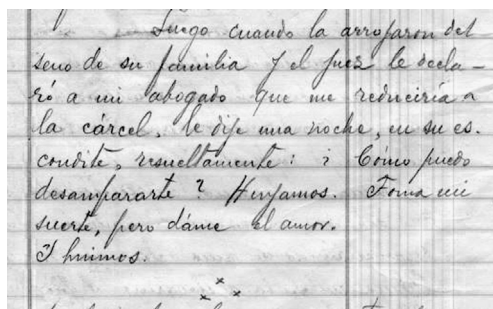 Luego cuando la arrojaron del
seno de su familia y el juez le decla-
ró a mi abogado que me reduciría a
la cárcel, le dije una noche, en su es-
condite, resueltamente: ¿Cómo puedo
desampararte? Huyamos. Toma mi
suerte, pero dáme el amor.
I huimos.